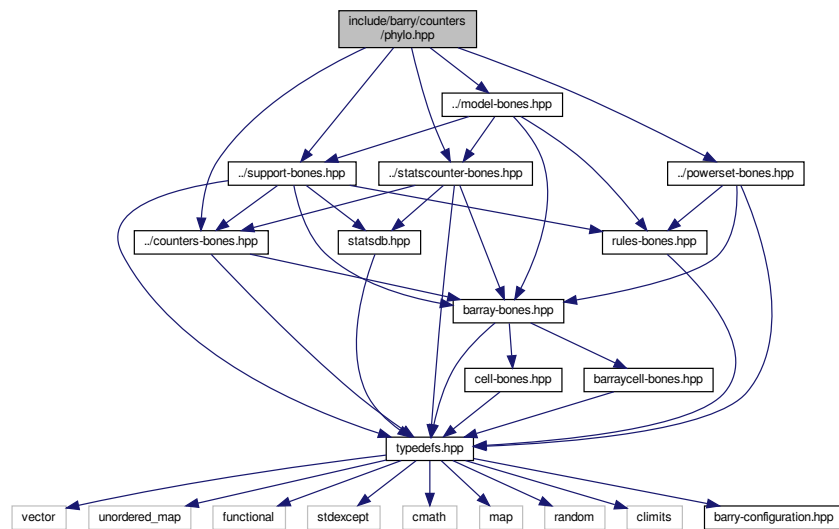 include/barry/counters
/phylo.hpp
../model-bones.hpp
../support-bones.hpp
../statscounter-bones.hpp
../powerset-bones.hpp
../counters-bones.hpp
statsdb.hpp
rules-bones.hpp
barray-bones.hpp
cell-bones.hpp
barraycell-bones.hpp
typedefs.hpp
vector
unordered_map
functional
stdexcept
cmath
map
random
climits
barry-configuration.hpp